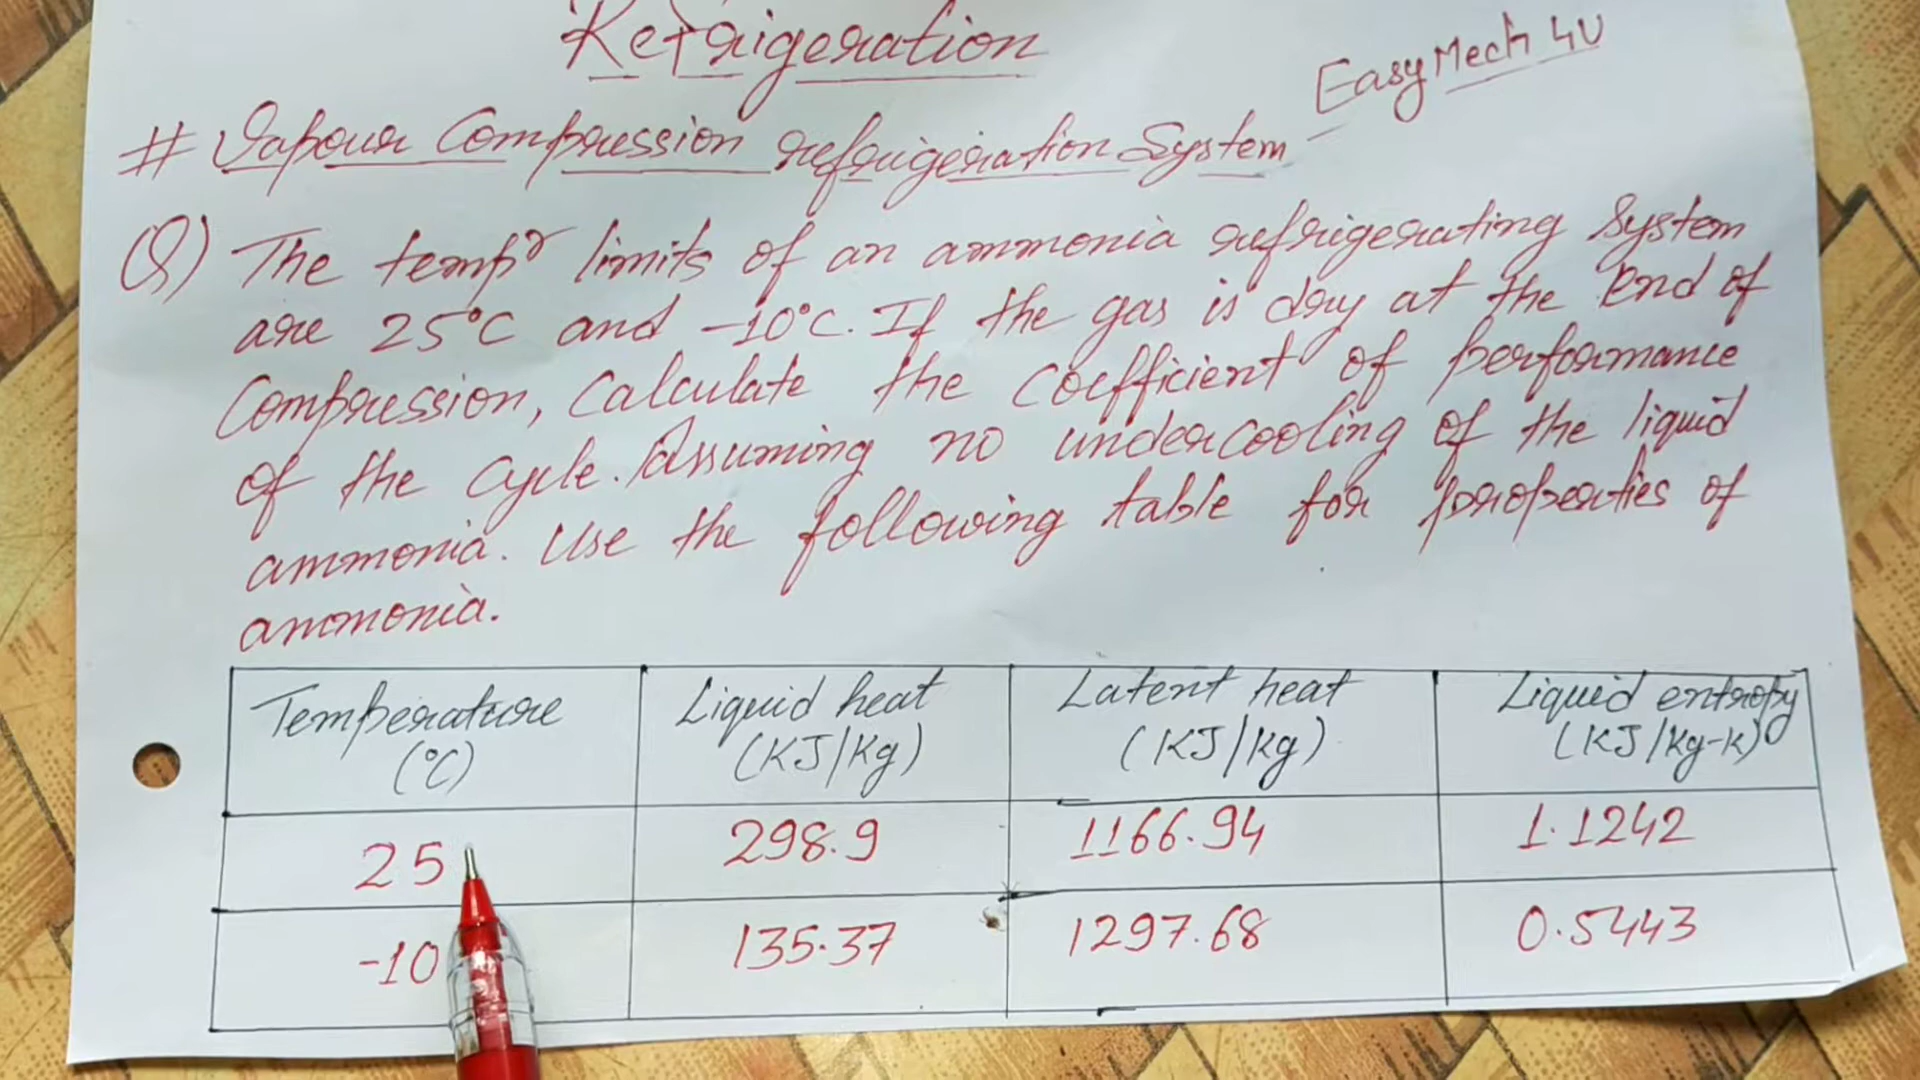 Refrigeration
EasyMech 4U
# Vapour Compression refrigeration System
Q) The tempr limits of an ammonia refrigerating System
are 25°C and -10°C. If the gas is dry at the End of
Compression, Calculate the Coefficient of performance
of the Cycle. Assuming no undercooling of the liquid
ammonia. Use the following table for properties of
ammonia.
Temperature (°C) Liquid heat (KJ/Kg) Latent heat (KJ/Kg) Liquid entropy (KJ/Kg-K)
25 298.9 1166.94 1.1242
-10 135.37 1297.68 0.5443